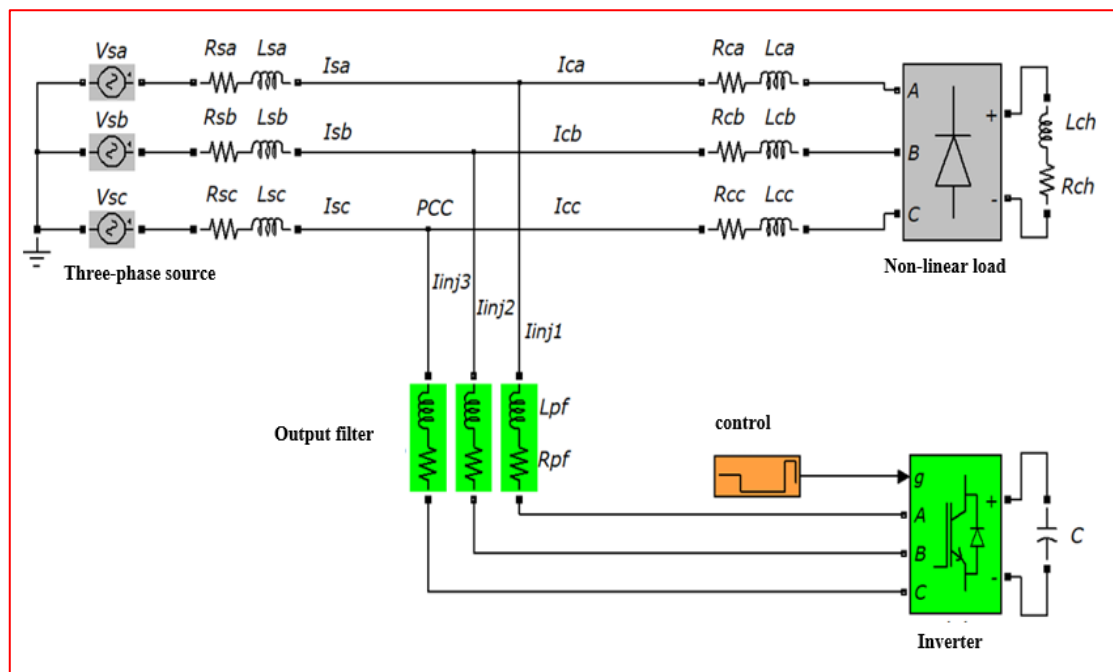 Vsa Rsa Lsa Isa Ica Rca Lca
A
+
Lch
Vsb Rsb Lsb Isb Icb Rcb Lcb
B
Rch
Vsc Rsc Lsc Isc PCC Icc Rcc Lcc
C
-
Three-phase source
Non-linear load
Iinj3
Iinj2
Iinj1
Lpf
Output filter
Rpf
control
g
+
A
C
B
-
C
Inverter